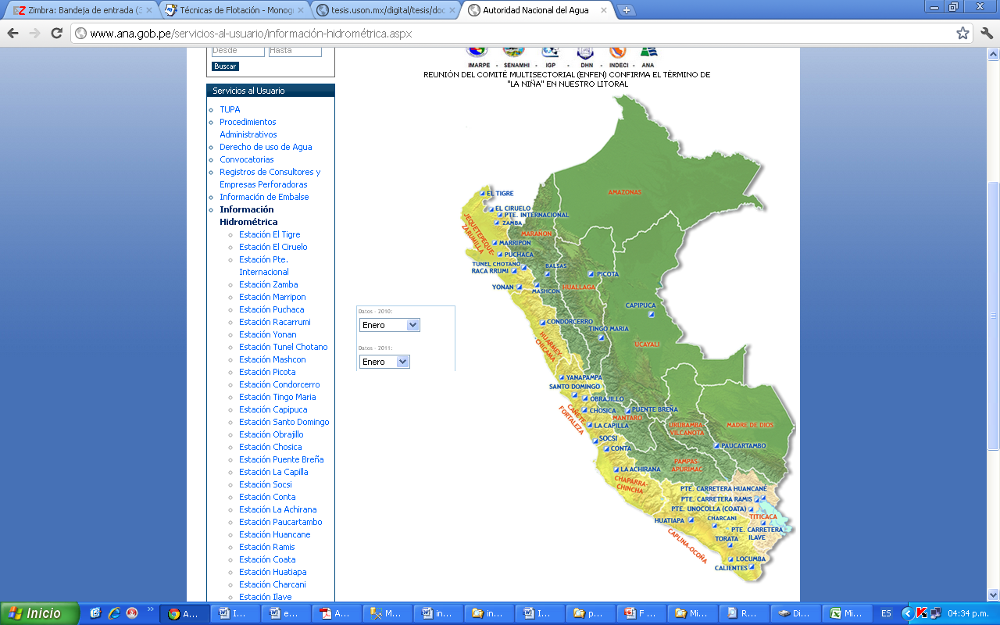 Zimbra: Bandeja de entrada (3
Técnicas de Flotación - Monogr
tesis.uson.mx/digital/tesis/doc
Autoridad Nacional del Agua
www.ana.gob.pe/servicios-al-usuario/información-hidrométrica.aspx
Desde
Hasta
Buscar
Servicios al Usuario
TUPA
Procedimientos
Administrativos
Derecho de uso de Agua
Convocatorias
Registros de Consultores y
Empresas Perforadoras
Información de Embalse
Información
Hidrométrica
Estación El Tigre
Estación El Ciruelo
Estación Pte.
Internacional
Estación Zamba
Estación Marripon
Estación Puchaca
Estación Racarrumi
Estación Yonan
Estación Tunel Chotano
Estación Mashcon
Estación Picota
Estación Condorcerro
Estación Tingo Maria
Estación Capipuca
Estación Santo Domingo
Estación Obrajillo
Estación Chosica
Estación Puente Breña
Estación La Capilla
Estación Socsi
Estación Conta
Estación La Achirana
Estación Paucartambo
Estación Huancane
Estación Ramis
Estación Coata
Estación Huatiapa
Estación Charcani
Estación Ilave
Datos - 2010:
Enero
Datos - 2011:
Enero
IMARPE - SENAMHI - IGP - DHN - INDECI - ANA
REUNIÓN DEL COMITÉ MULTISECTORIAL (ENFEN) CONFIRMA EL TÉRMINO DE
"LA NIÑA" EN NUESTRO LITORAL
AMAZONAS
EL TIGRE
EL CIRUELO
PTE. INTERNACIONAL
ZAMBA
JEQUETEPEQUE-
ZARUMILLA
MARAÑON
MARRIPON
PUCHACA
TUNEL CHOTANO
RACA RRUMI
BALSAS
PICOTA
YONAN
MASHCON
HUALLAGA
CAPIPUCA
CONDORCERRO
TINGO MARIA
HUARMEY-
CHICAMA
UCAYALI
YANAPAMPA
SANTO DOMINGO
OBRAJILLO
CHOSICA
PUENTE BREÑA
CAÑETE-
FORTALEZA
MANTARO
LA CAPILLA
URUBAMBA-
VILCANOTA
MADRE DE DIOS
SOCSI
CONTA
PAUCARTAMBO
PAMPAS-
APURIMAC
LA ACHIRANA
CHAPARRA-
CHINCHA
PTE. CARRETERA HUANCANÉ
PTE. CARRETERA RAMIS
PTE. UNOCOLLA (COATA)
HUATIAPA
CHARCANI
TITICACA
PTE. CARRETERA
ILAVE
TORATA
CAPLINA-OCOÑA
LOCUMBA
CALIENTES
Inicio
A...
I...
e...
A...
M...
in...
in...
I...
p...
F ...
Mi...
R...
Di...
Mi...
ES
04:34 p.m.